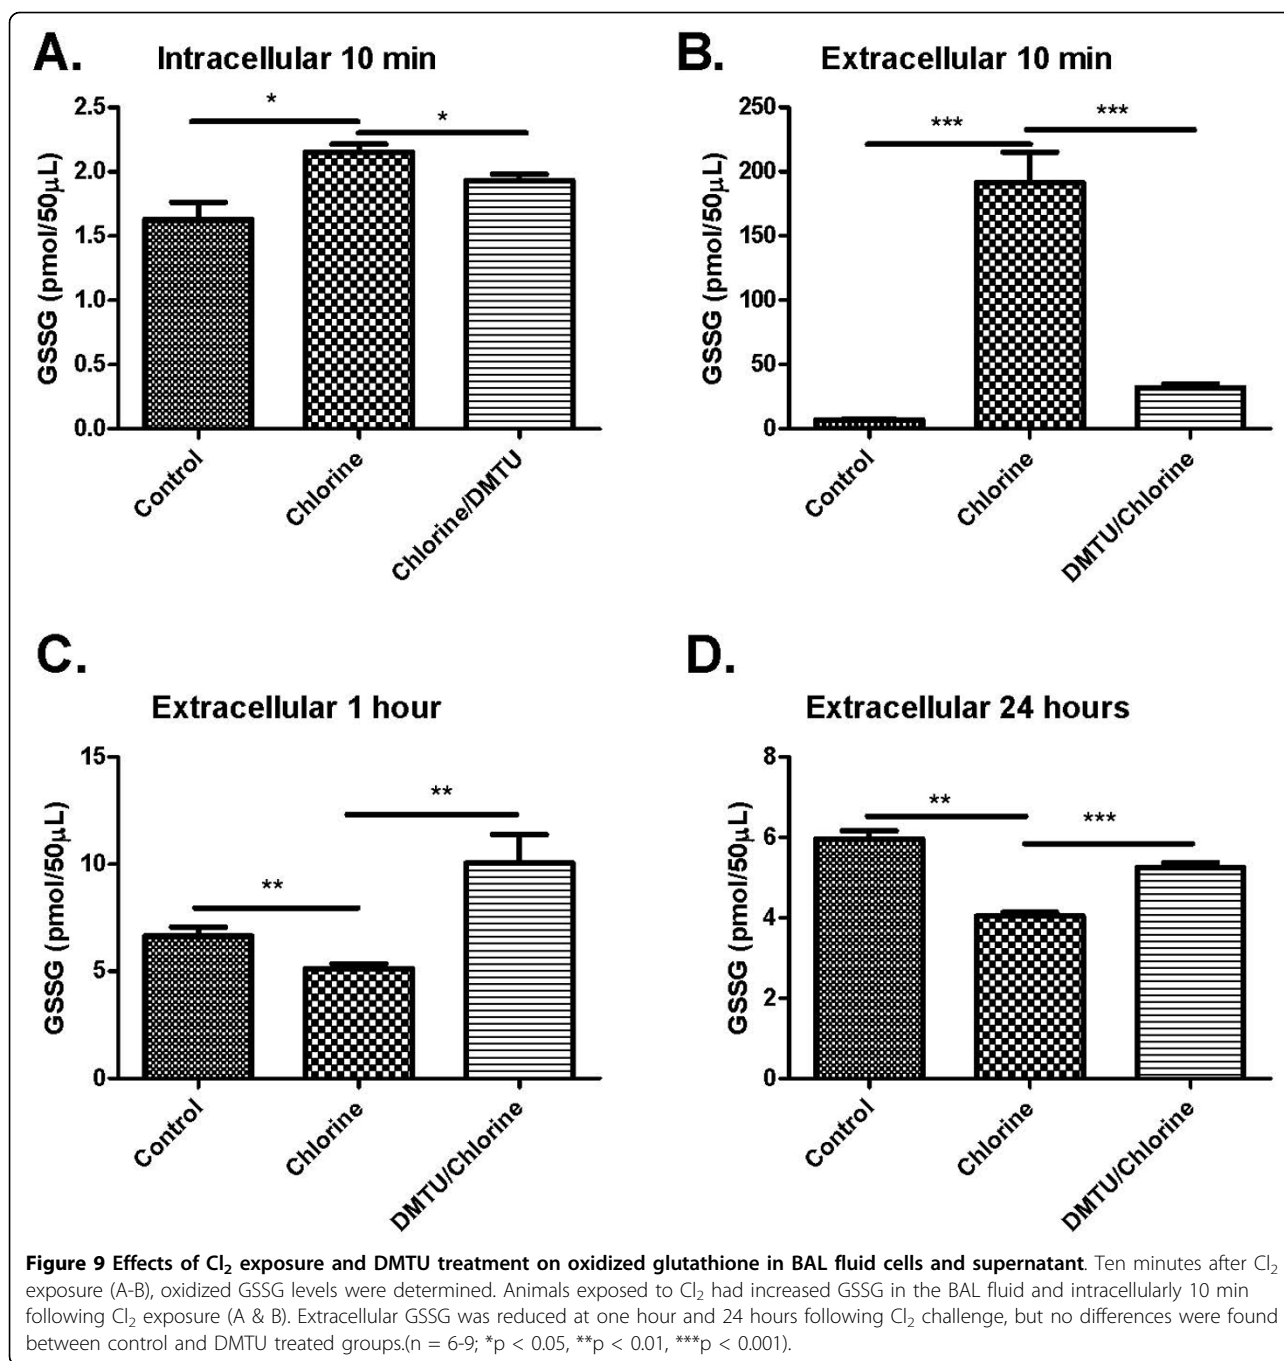 A.
Intracellular 10 min
GSSG (pmol/50µL)
2.5
2.0
1.5
1.0
0.5
0.0
*
*
Control
Chlorine
Chlorine/DMTU
B.
Extracellular 10 min
GSSG (pmol/50µL)
250
200
150
100
50
0
***
***
Control
Chlorine
DMTU/Chlorine
C.
Extracellular 1 hour
GSSG (pmol/50µL)
15
10
5
0
**
**
Control
Chlorine
DMTU/Chlorine
D.
Extracellular 24 hours
GSSG (pmol/50µL)
8
6
4
2
0
**
***
Control
Chlorine
DMTU/Chlorine
Figure 9 Effects of Cl₂ exposure and DMTU treatment on oxidized glutathione in BAL fluid cells and supernatant. Ten minutes after Cl₂
exposure (A-B), oxidized GSSG levels were determined. Animals exposed to Cl₂ had increased GSSG in the BAL fluid and intracellularly 10 min
following Cl₂ exposure (A & B). Extracellular GSSG was reduced at one hour and 24 hours following Cl₂ challenge, but no differences were found
between control and DMTU treated groups.(n = 6-9; *p < 0.05, **p < 0.01, ***p < 0.001).